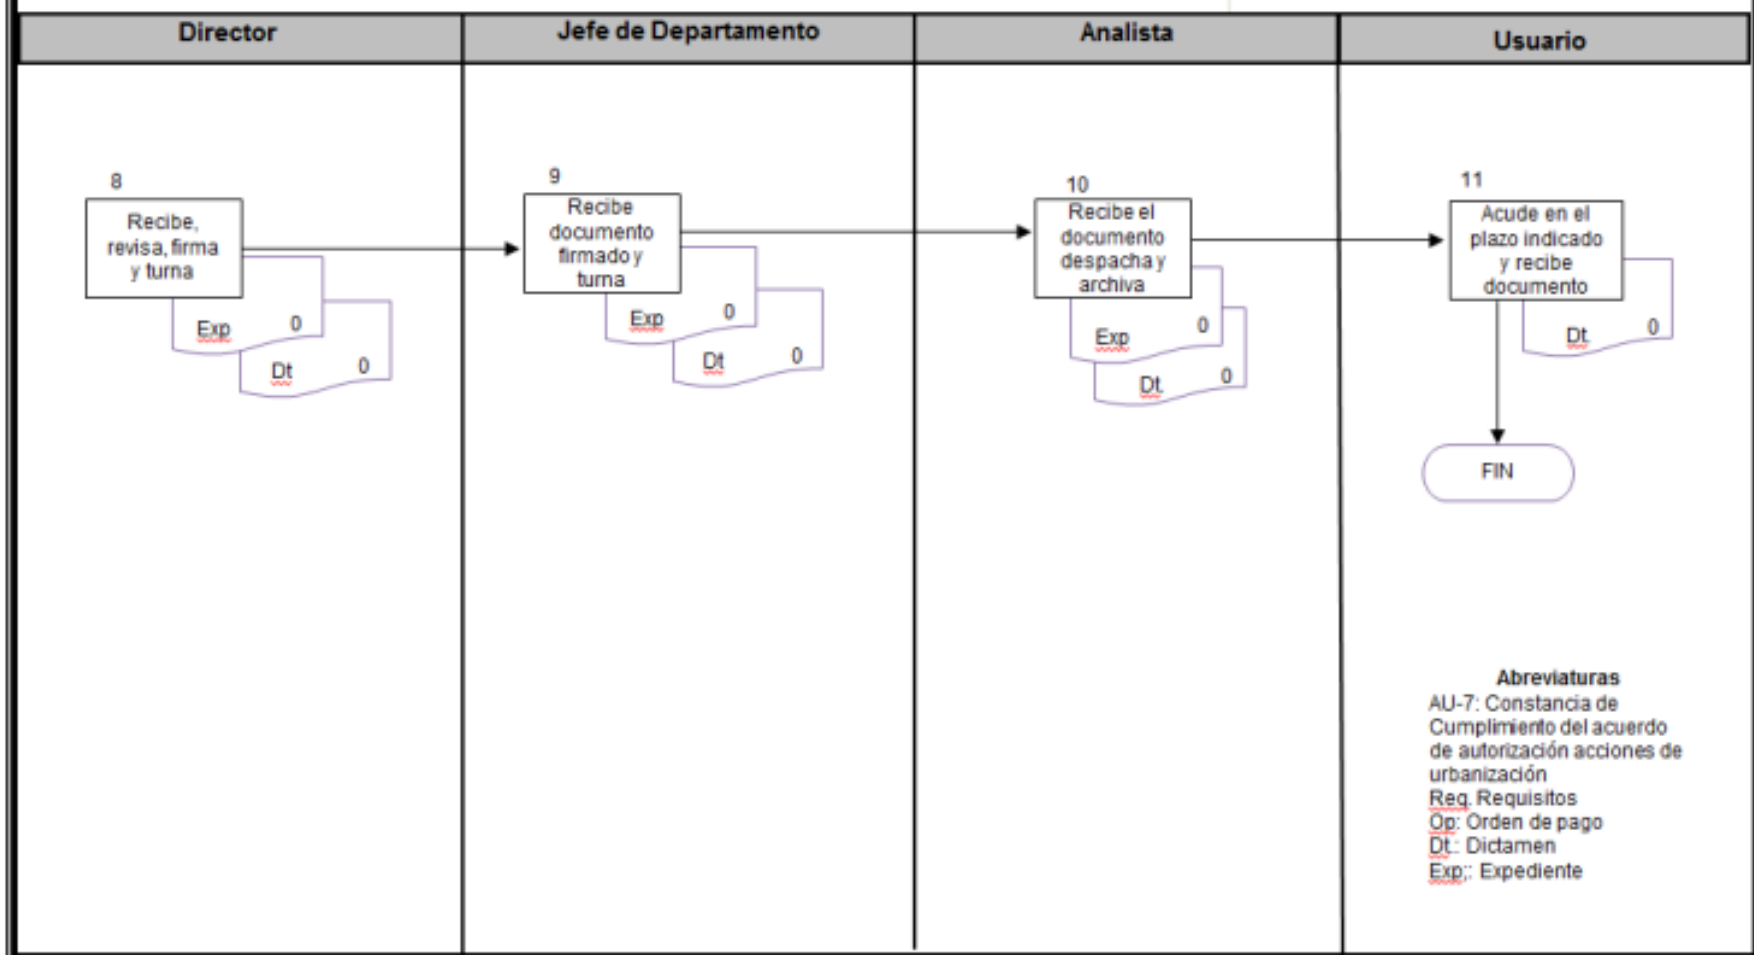 Director
Jefe de Departamento
Analista
Usuario
8
Recibe,
revisa, firma
y turna
Exp 0
Dt 0
9
Recibe
documento
firmado y
turna
Exp 0
Dt 0
10
Recibe el
documento
despacha y
archiva
Exp 0
Dt. 0
11
Acude en el
plazo indicado
y recibe
documento
Dt. 0
FIN
Abreviaturas
AU-7: Constancia de
Cumplimiento del acuerdo
de autorización acciones de
urbanización
Req. Requisitos
Op: Orden de pago
Dt.: Dictamen
Exp;: Expediente